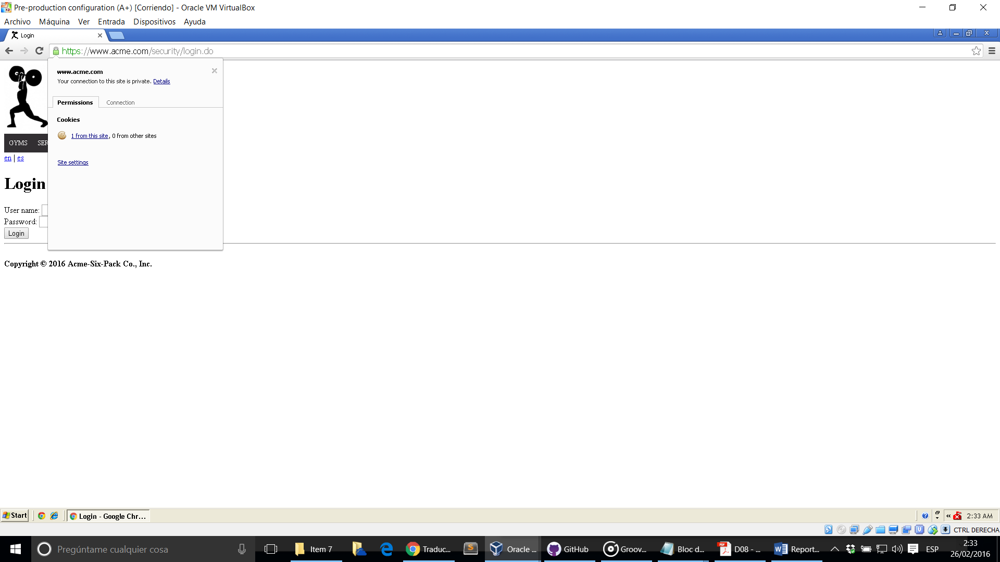 Pre-production configuration (A+) [Corriendo] - Oracle VM VirtualBox
Archivo Máquina Ver Entrada Dispositivos Ayuda
Login
https://www.acme.com/security/login.do
www.acme.com
Your connection to this site is private. Details
Permissions Connection
Cookies
1 from this site, 0 from other sites
Site settings
GYMS SER
en | es
Login
User name:
Password:
Login
Copyright © 2016 Acme-Six-Pack Co., Inc.
Start Login - Google Chr... « 2:33 AM
CTRL DERECHA
Pregúntame cualquier cosa Item 7 Traduc... Oracle ... GitHub Groov... Bloc d... D08 - ... Report... ESP 2:33
26/02/2016